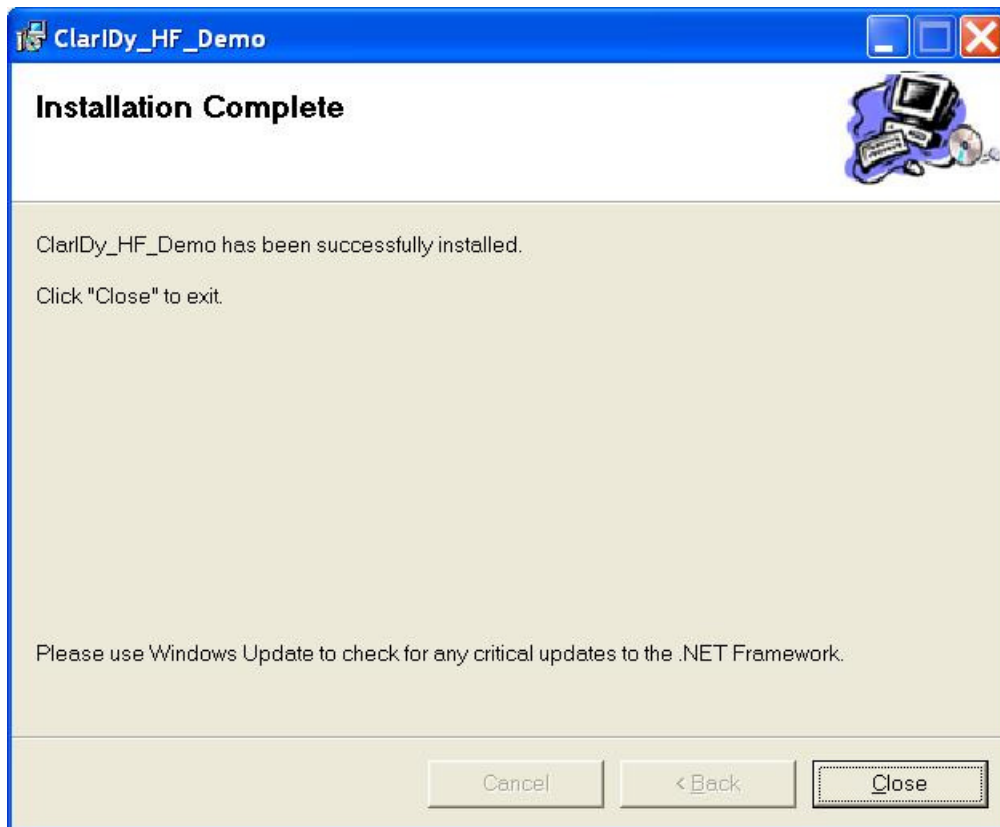 ClarIDy_HF_Demo
Installation Complete
ClarIDy_HF_Demo has been successfully installed.
Click "Close" to exit.
Please use Windows Update to check for any critical updates to the .NET Framework.
Cancel
< Back
Close